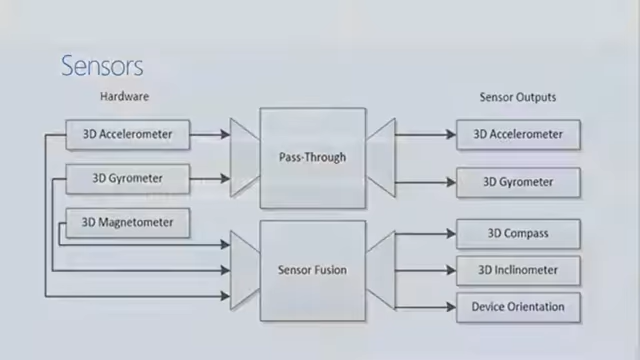 Sensors
Hardware
Sensor Outputs
3D Accelerometer
3D Gyrometer
3D Magnetometer
Pass-Through
Sensor Fusion
3D Accelerometer
3D Gyrometer
3D Compass
3D Inclinometer
Device Orientation